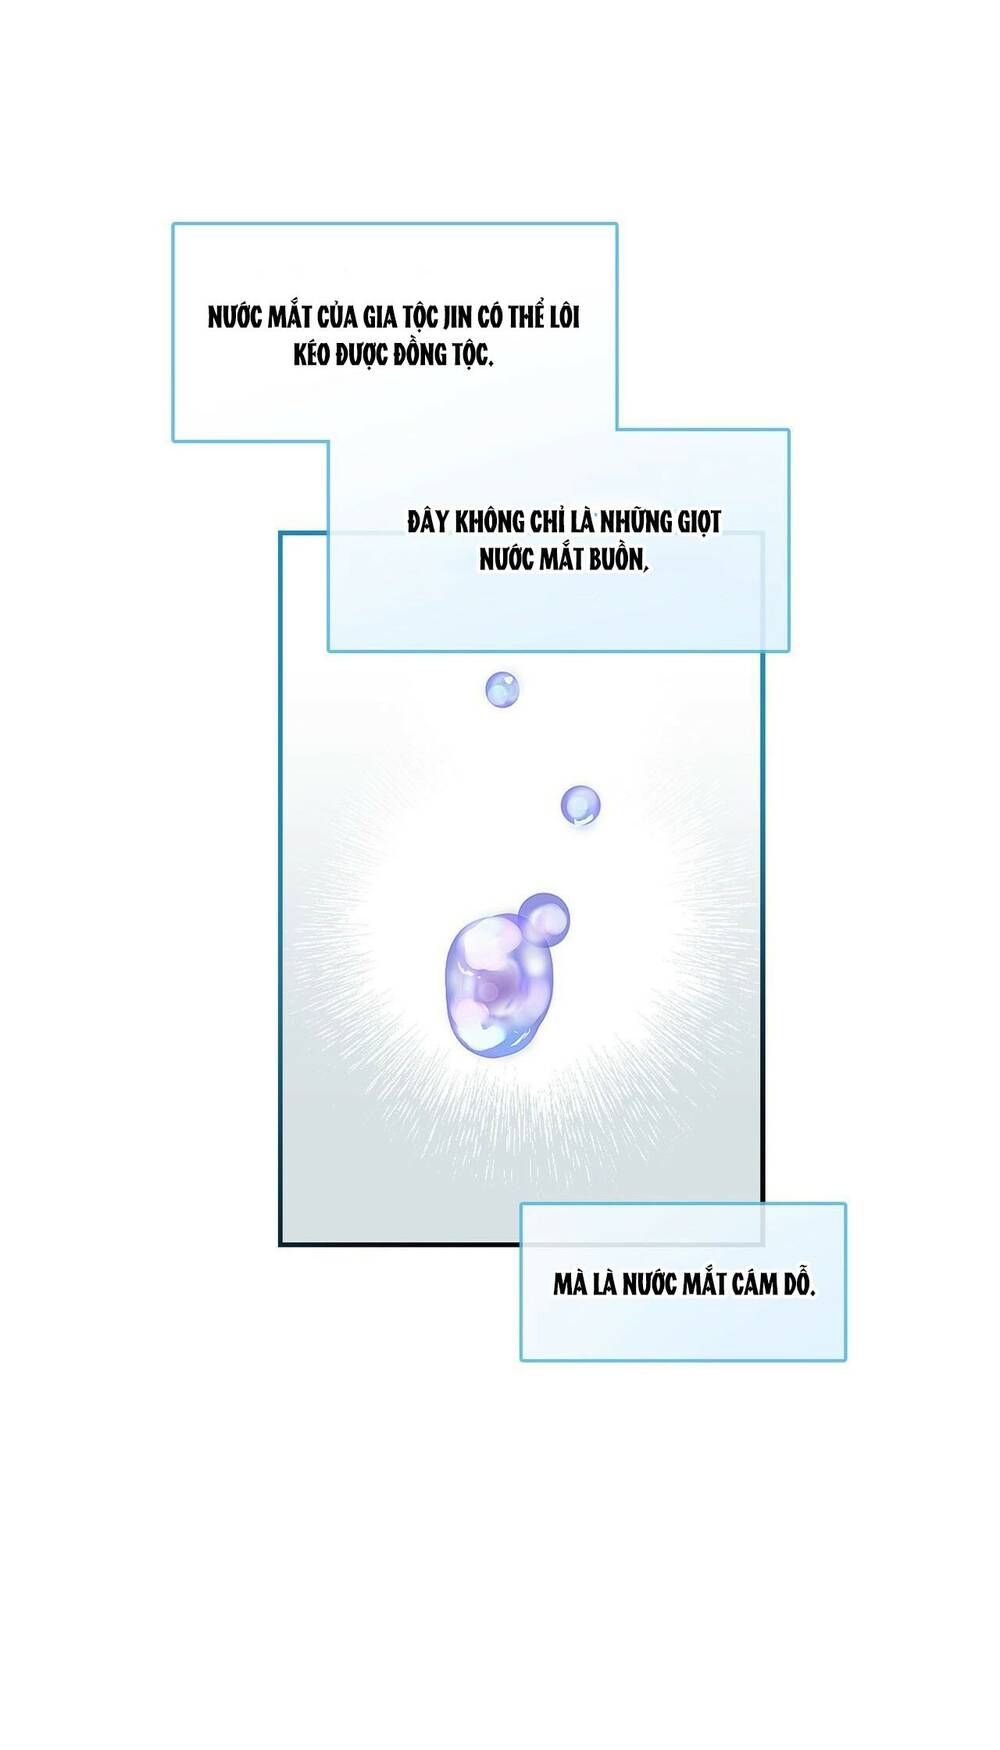 NƯỚC MẮT CỦA GIA TỘC JIN CÓ THỂ LÔI
KÉO ĐƯỢC ĐỒNG TỘC.
ĐÂY KHÔNG CHỈ LÀ NHỮNG GIỌT
NƯỚC MẮT BUỒN,
MÀ LÀ NƯỚC MẮT CÁM DỖ.